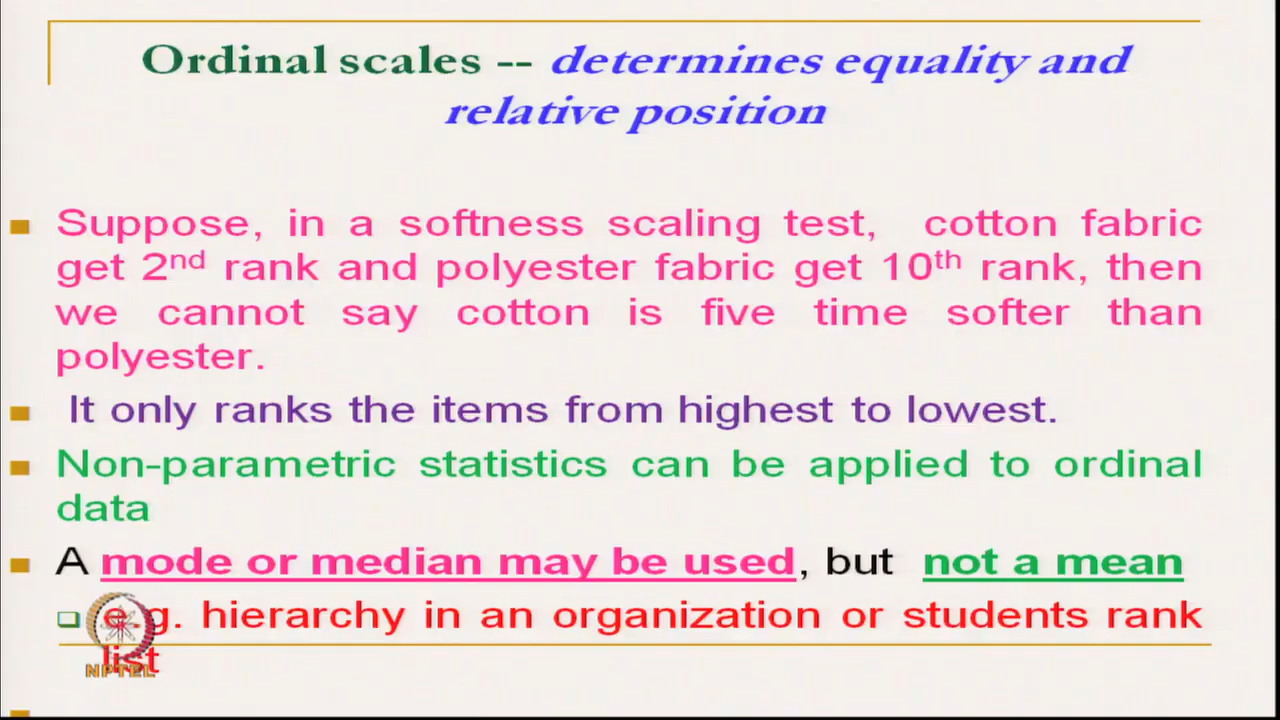 Ordinal scales -- determines equality and
relative position
Suppose, in a softness scaling test, cotton fabric
get 2nd rank and polyester fabric get 10th rank, then
we cannot say cotton is five time softer than
polyester.
It only ranks the items from highest to lowest.
Non-parametric statistics can be applied to ordinal
data
A mode or median may be used, but not a mean
e.g. hierarchy in an organization or students rank
list
NPTEL